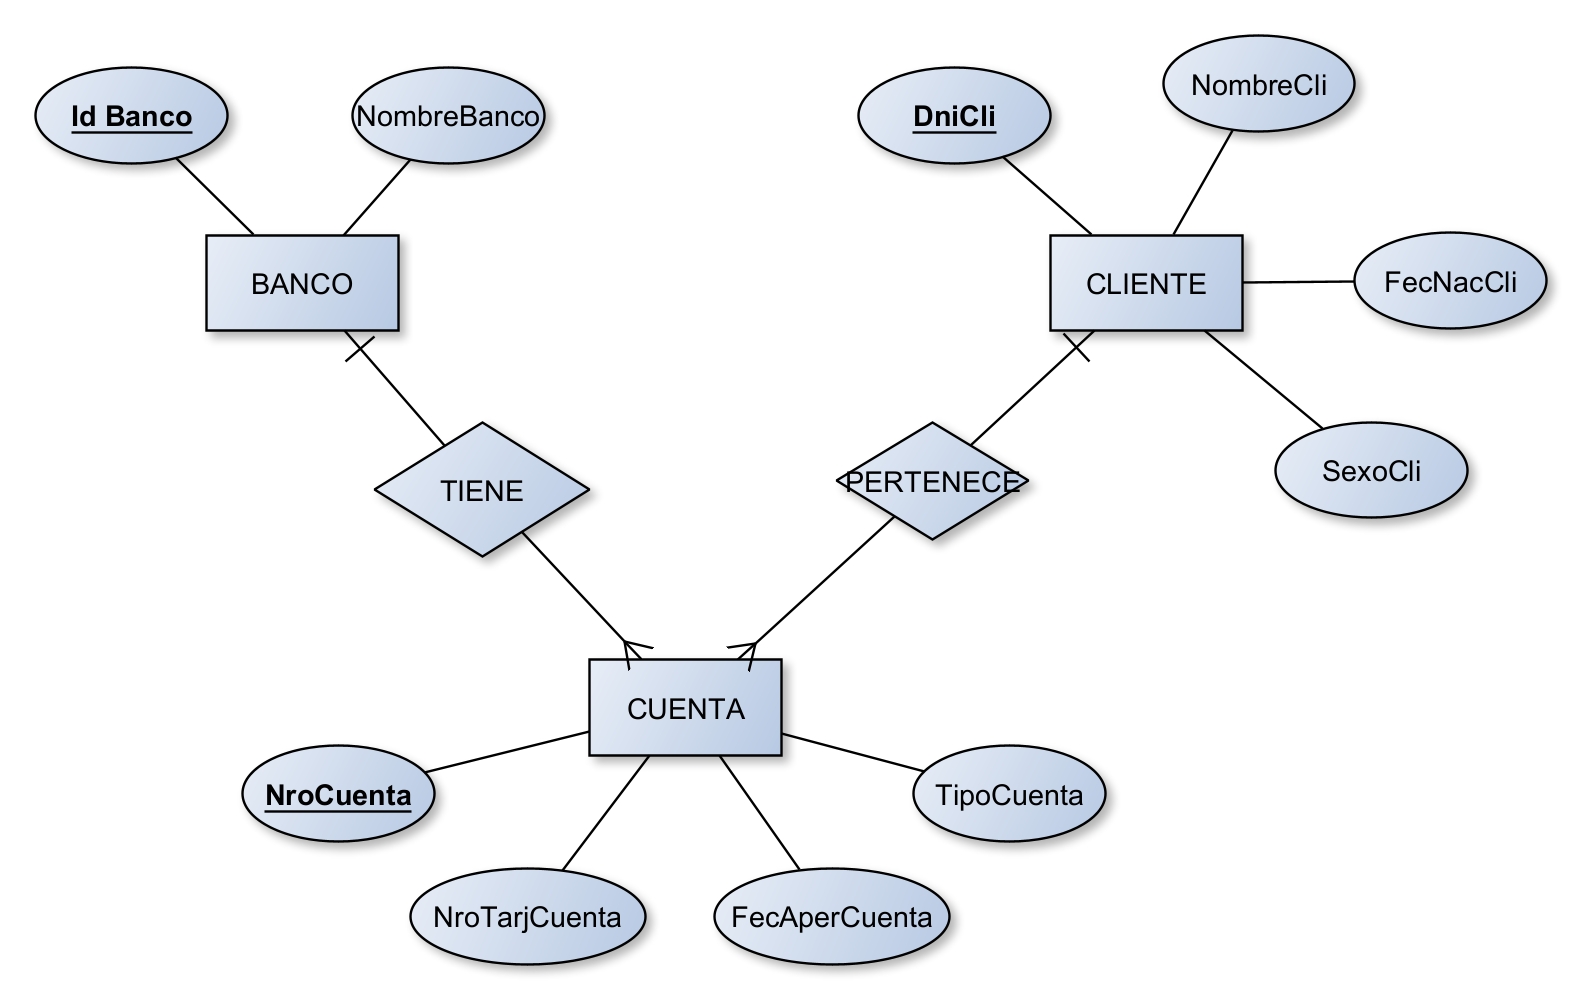 Id Banco
NombreBanco
DniCli
NombreCli
BANCO
CLIENTE
FecNacCli
TIENE
PERTENECE
SexoCli
CUENTA
NroCuenta
TipoCuenta
NroTarjCuenta
FecAperCuenta